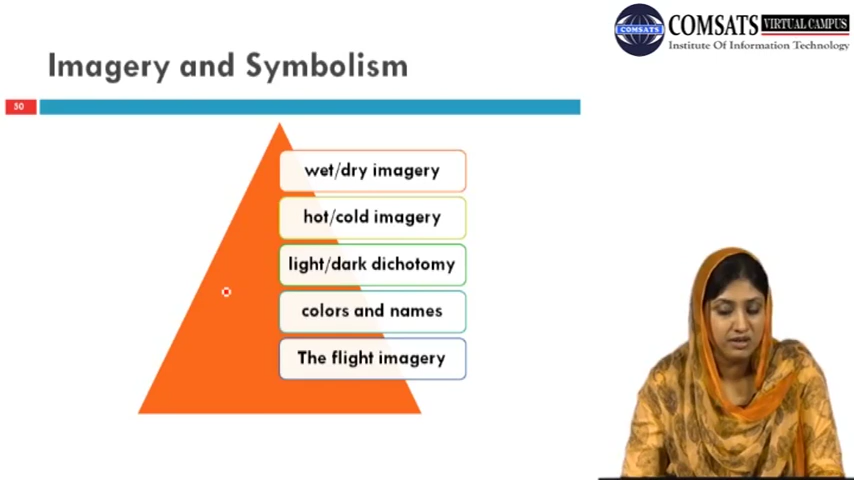 COMSATS VIRTUAL CAMPUS
Institute Of Information Technology
COMSATS
Imagery and Symbolism
50
wet/dry imagery
hot/cold imagery
light/dark dichotomy
colors and names
The flight imagery